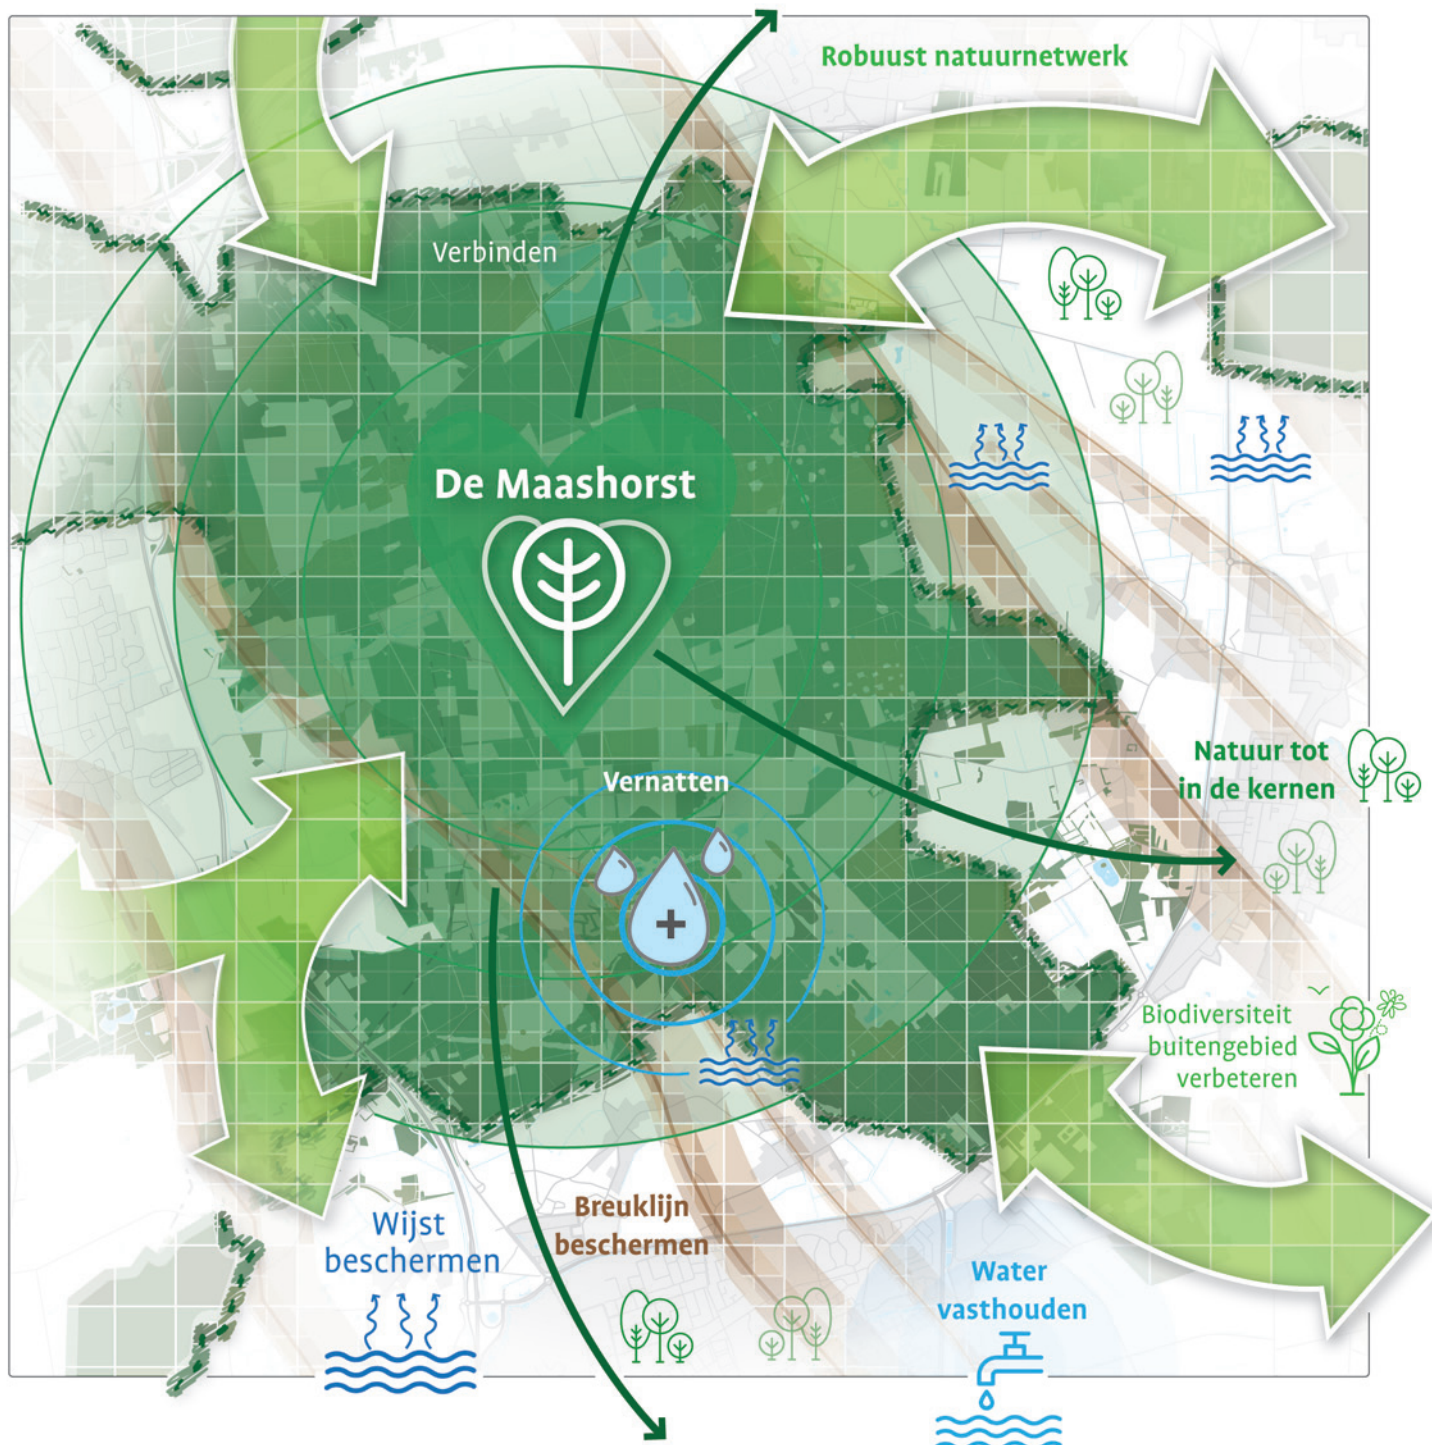 Robuust natuurnetwerk
Verbinden
De Maashorst
Natuur tot
in de kernen
Vernatten
Biodiversiteit
buitengebied
verbeteren
Breuklijn
beschermen
Wijst
beschermen
Water
vasthouden